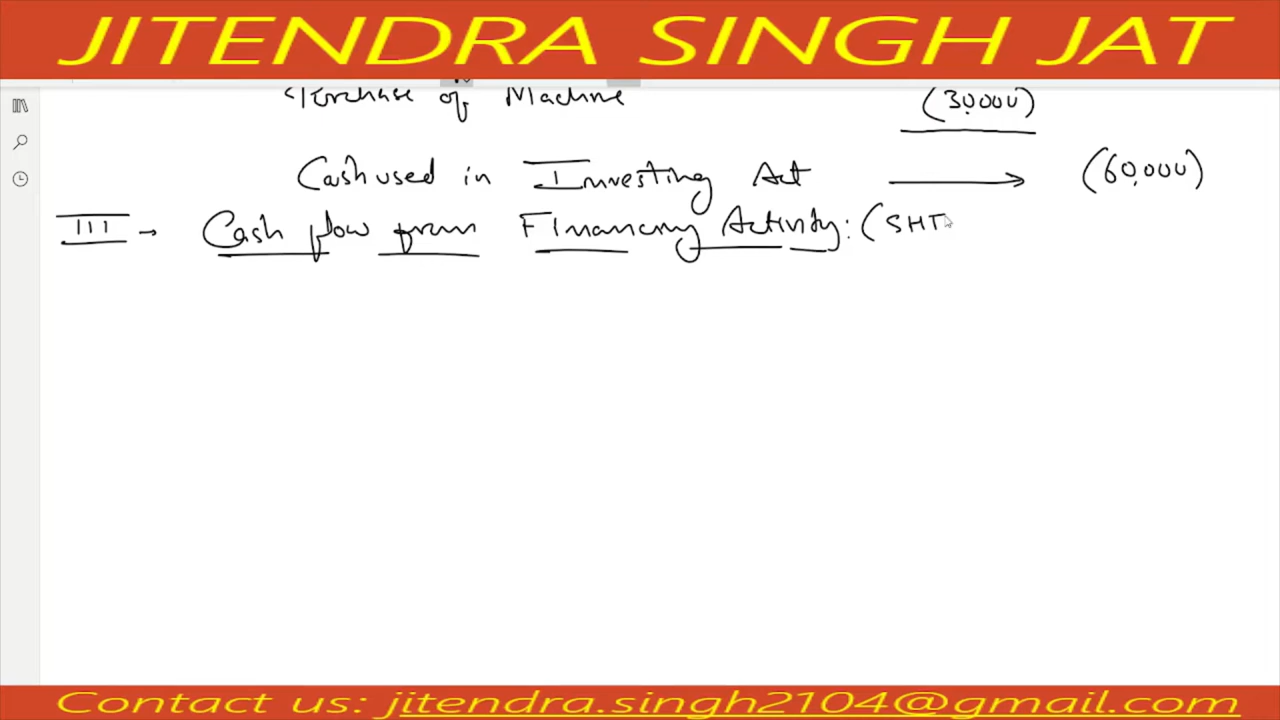 JITENDRA SINGH JAT
Purchase of Machine (30,000)
Cash used in Investing Act → (60,000)
III → Cash flow from Financing Activity: (SHT
Contact us: jitendra.singh2104@gmail.com